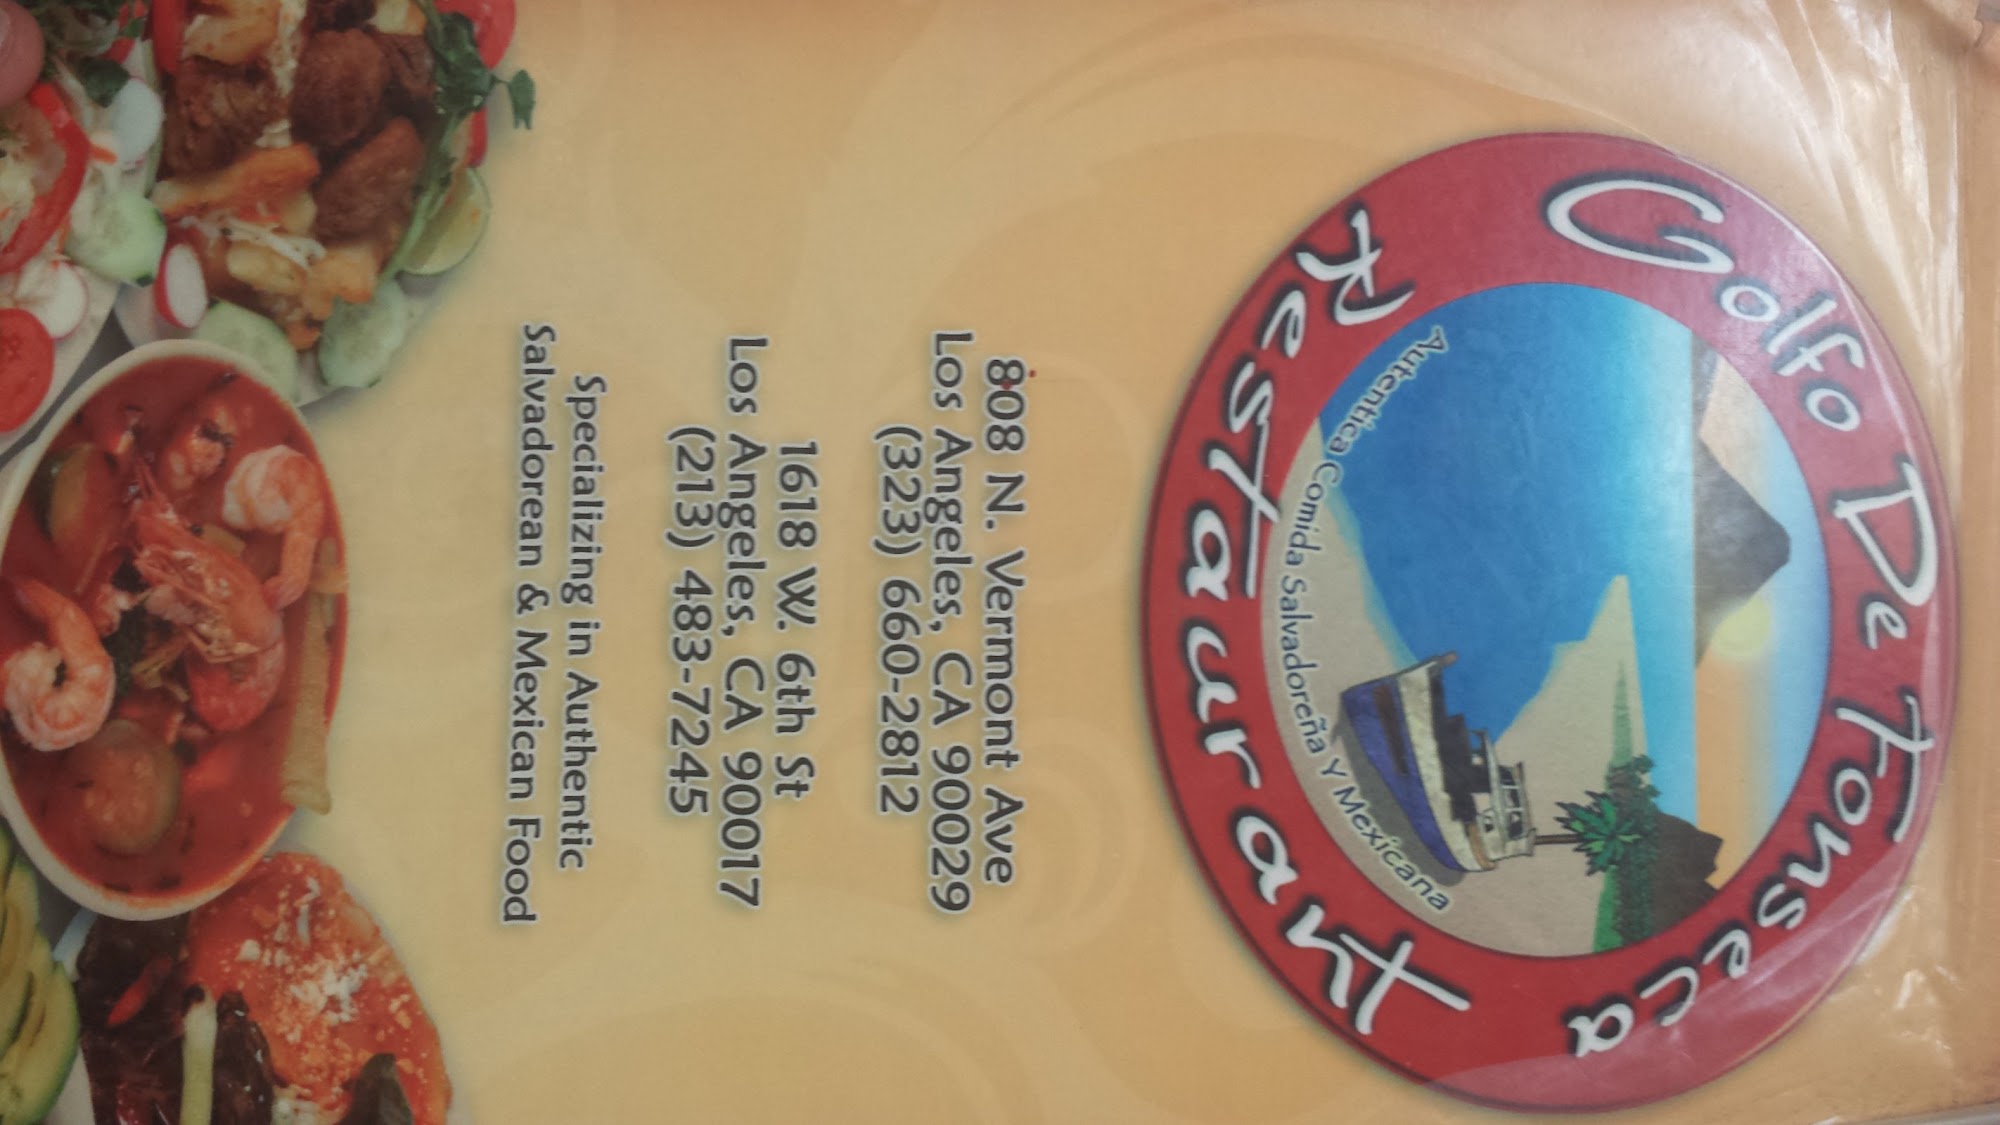 Golfo De Fonseca
Restaurant
Autentica Comida Salvadoreña Y Mexicana
808 N. Vermont Ave
Los Angeles, CA 90029
(323) 660-2812
1618 W. 6th St
Los Angeles, CA 90017
(213) 483-7245
Specializing in Authentic
Salvadorean & Mexican Food